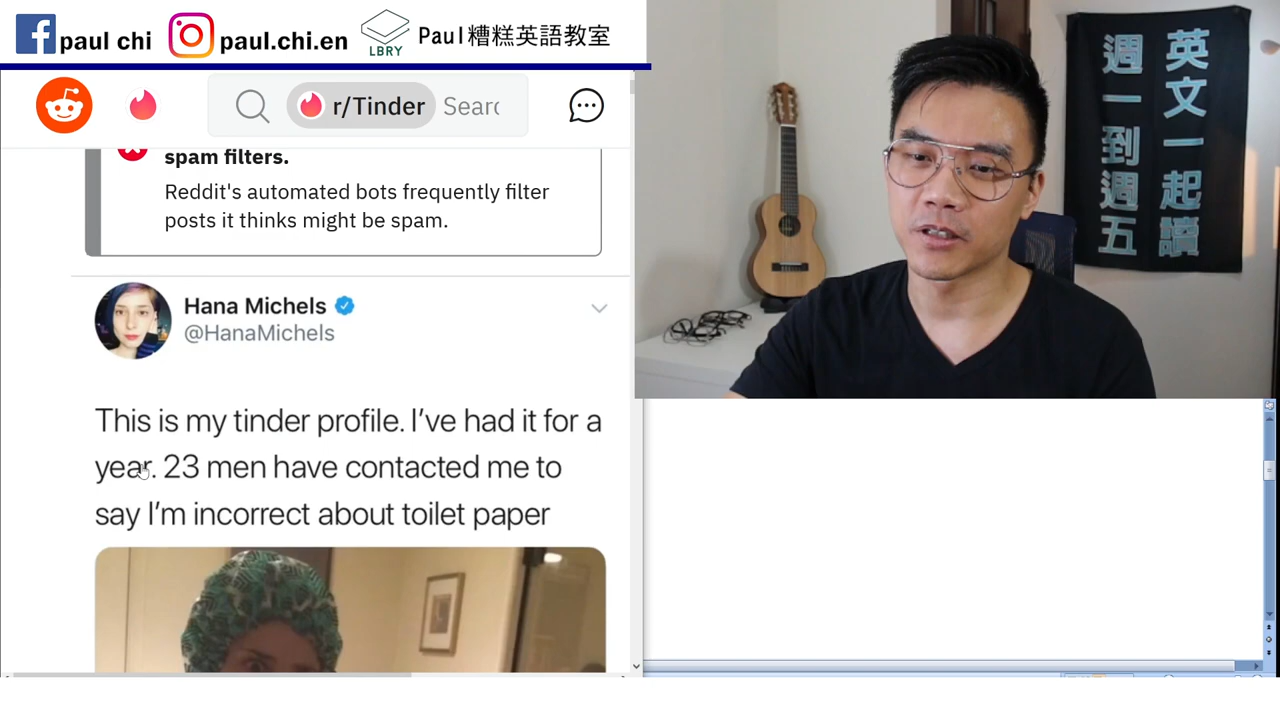 paul chi
paul.chi.en
LBRY
Paul糟糕英語教室
r/Tinder
Searc
spam filters.
Reddit's automated bots frequently filter
posts it thinks might be spam.
Hana Michels
@HanaMichels
This is my tinder profile. I've had it for a
year. 23 men have contacted me to
say I'm incorrect about toilet paper
英文一起讀
週一到週五